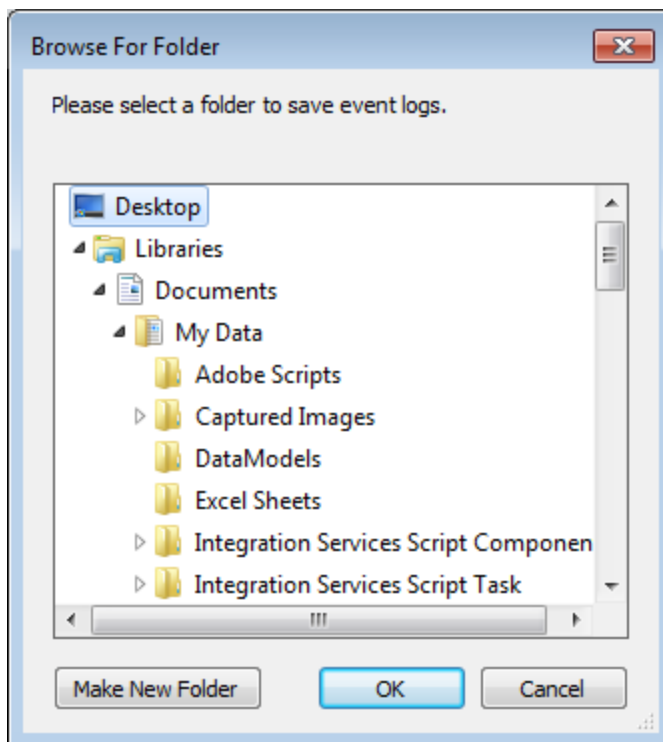 Browse For Folder
Please select a folder to save event logs.
Desktop
Libraries
Documents
My Data
Adobe Scripts
Captured Images
DataModels
Excel Sheets
Integration Services Script Componen
Integration Services Script Task
Make New Folder
OK
Cancel